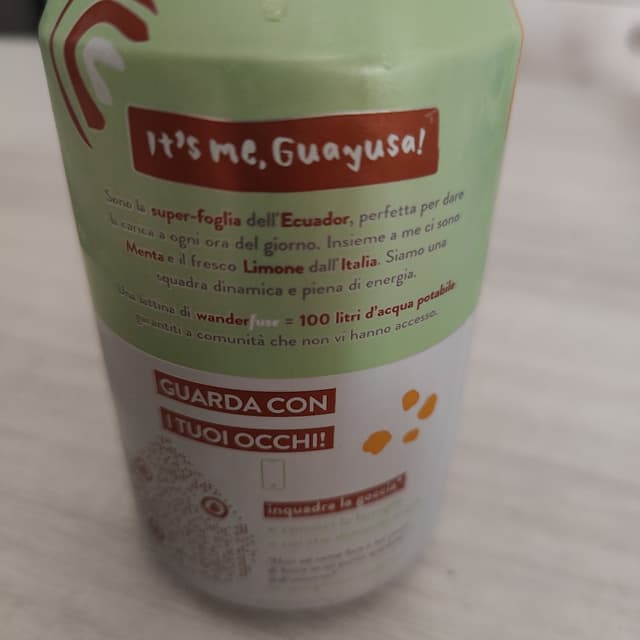 It's me, Guayusa!
Sono la super-foglia dell'Ecuador, perfetta per dare
la carica a ogni ora del giorno. Insieme a me ci sono
Menta e il fresco Limone dall'Italia. Siamo una
squadra dinamica e piena di energia.
Una lattina di wanderfuse = 100 litri d'acqua potabile
garantiti a comunità che non vi hanno accesso.
GUARDA CON
I TUOI OCCHI!
inquadra la goccia*